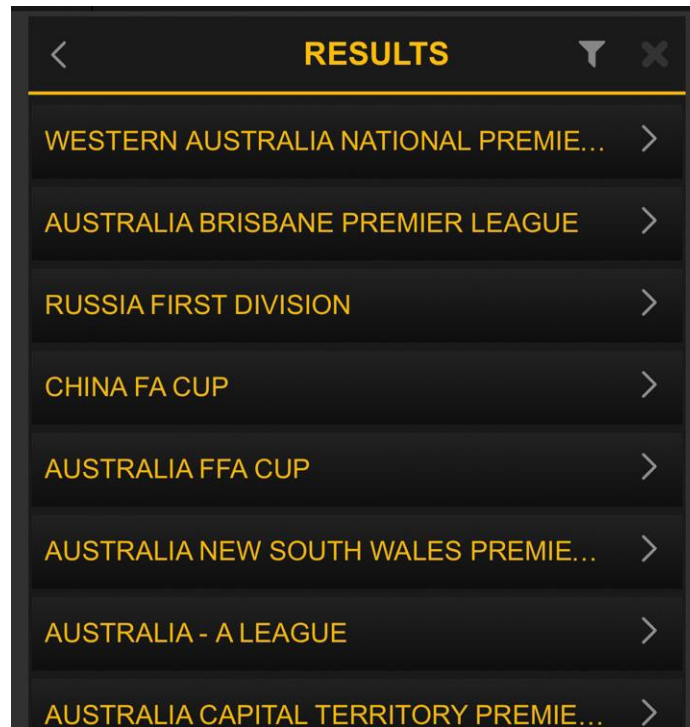 RESULTS
WESTERN AUSTRALIA NATIONAL PREMIE...
AUSTRALIA BRISBANE PREMIER LEAGUE
RUSSIA FIRST DIVISION
CHINA FA CUP
AUSTRALIA FFA CUP
AUSTRALIA NEW SOUTH WALES PREMIE...
AUSTRALIA - A LEAGUE
AUSTRALIA CAPITAL TERRITORY PREMIE...